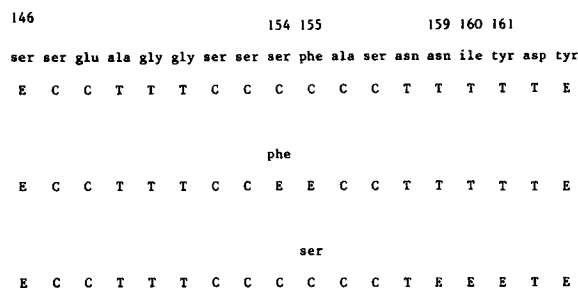 146
154 155 159 160 161
ser ser glu ala gly gly ser ser ser phe ala ser asn asn ile tyr asp tyr
E C C T T T C C C C C C T T T T T E
phe
E C C T T T C C E E C C T T T T T E
ser
E C C T T T C C C C C C T E E E T E